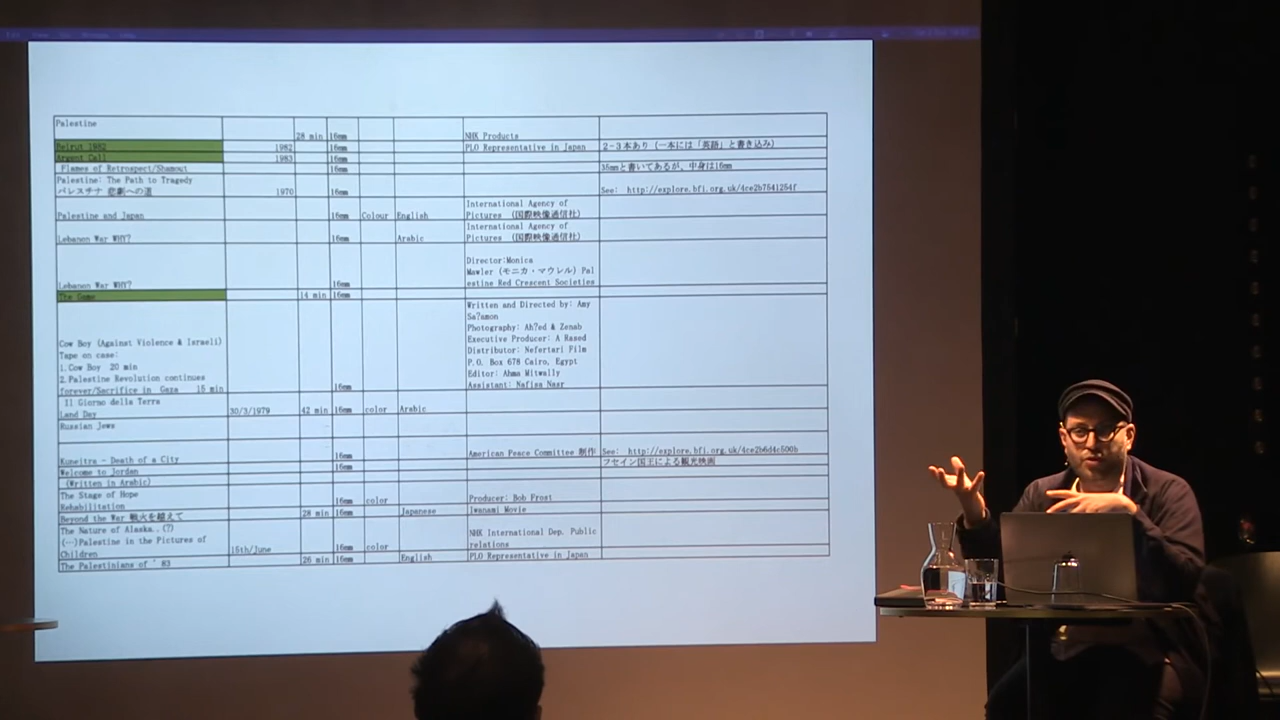 Palestine
28 min 16mm NHK Products
Beirut 1982 1982 16mm PLO Representative in Japan 2-3本あり (一本には「英語」と書き込み)
Argent Call 1983 16mm
Flames of Retrospect/Shamout 16mm 35mmと書いてあるが、中身は16mm
Palestine: The Path to Tragedy
パレスチナ 悲劇への道 1970 16mm See: http://explore.bfi.org.uk/4ce2b7541254f
International Agency of
Palestine and Japan 16mm Colour English Pictures (国際映像通信社)
International Agency of
Lebanon War WHY? 16mm Arabic Pictures (国際映像通信社)
Director:Monica
Mawler (モニカ・マウレル) Pal
Lebanon War WHY? 16mm estine Red Crescent Societies
The Game 14 min 16mm
Written and Directed by: Amy
Sa?amon
Photography: Ah?ed & Zenab
Cow Boy (Against Violence & Israeli) Executive Producer: A Rased
Tape on case: Distributor: Nefertari Film
1.Cow Boy 20 min P.O. Box 678 Cairo, Egypt
2.Palestine Revolution continues Editor: Ahma Mitwally
forever/Sacrifice in Gaza 15 min 16mm Assistant: Nafisa Nasr
Il Giorno della Terra
Land Day 30/3/1979 42 min 16mm color Arabic
Russian Jews
Kuneitra - Death of a City 16mm American Peace Committee 制作 See: http://explore.bfi.org.uk/4ce2b6d4c500b
Welcome to Jordan 16mm フセイン国王による観光映画
(Written in Arabic)
The Stage of Hope
Rehabilitation 16mm color Producer: Bob Frost
Beyond the War 戦火を越えて 28 min 16mm Japanese Iwanami Movie
The Nature of Alaska..(?)
(…)Palestine in the Pictures of NHK International Dep. Public
Children 15th/June 16mm color relations
The Palestinians of '83 26 min 16mm English PLO Representative in Japan